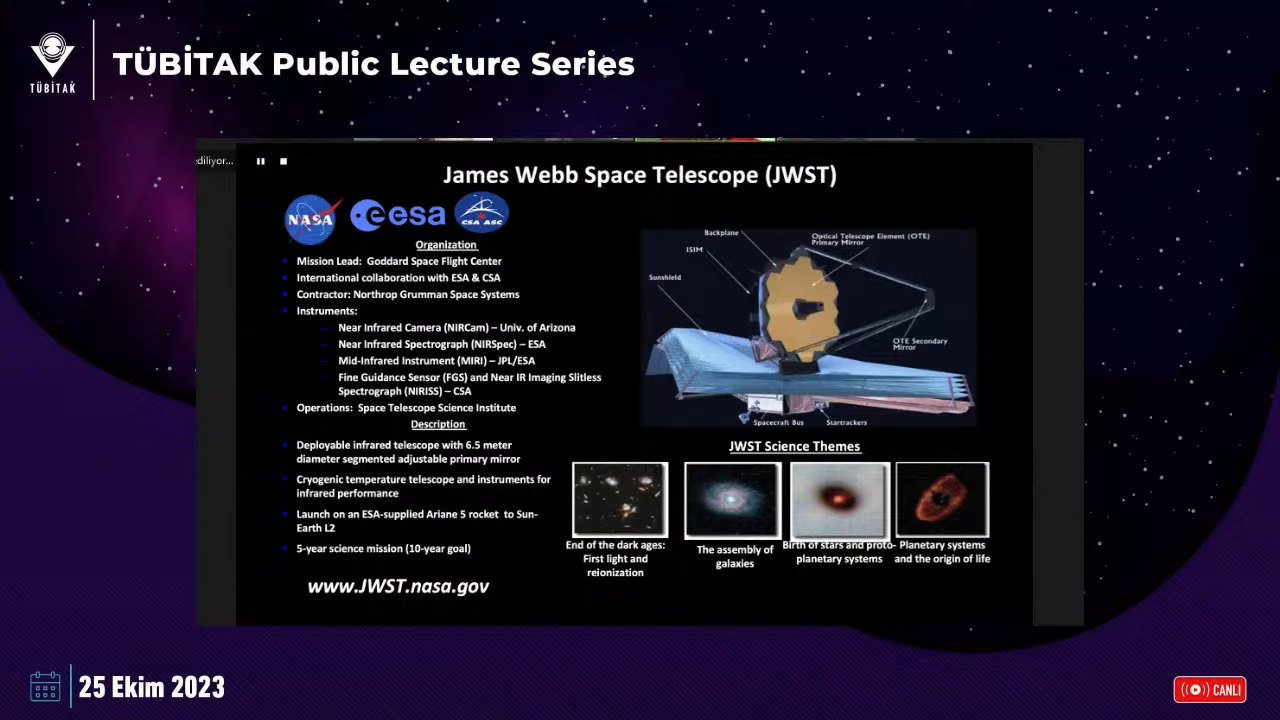 TÜBİTAK Public Lecture Series
TÜBİTAK
ediliyor...
James Webb Space Telescope (JWST)
NASA
esa
CSA ASC
Organization
Mission Lead: Goddard Space Flight Center
International collaboration with ESA & CSA
Contractor: Northrop Grumman Space Systems
Instruments:
Near Infrared Camera (NIRCam) – Univ. of Arizona
Near Infrared Spectrograph (NIRSpec) – ESA
Mid-Infrared Instrument (MIRI) – JPL/ESA
Fine Guidance Sensor (FGS) and Near IR Imaging Slitless
Spectrograph (NIRISS) – CSA
Operations: Space Telescope Science Institute
Description
Deployable infrared telescope with 6.5 meter
diameter segmented adjustable primary mirror
Cryogenic temperature telescope and instruments for
infrared performance
Launch on an ESA-supplied Ariane 5 rocket to Sun-
Earth L2
5-year science mission (10-year goal)
www.JWST.nasa.gov
Backplane
ISIM
Sunshield
Optical Telescope Element (OTE)
Primary Mirror
OTE Secondary
Mirror
Spacecraft Bus
Startrackers
JWST Science Themes
End of the dark ages:
First light and
reionization
The assembly of
galaxies
Birth of stars and proto-
planetary systems
Planetary systems
and the origin of life
25 Ekim 2023
CANLI